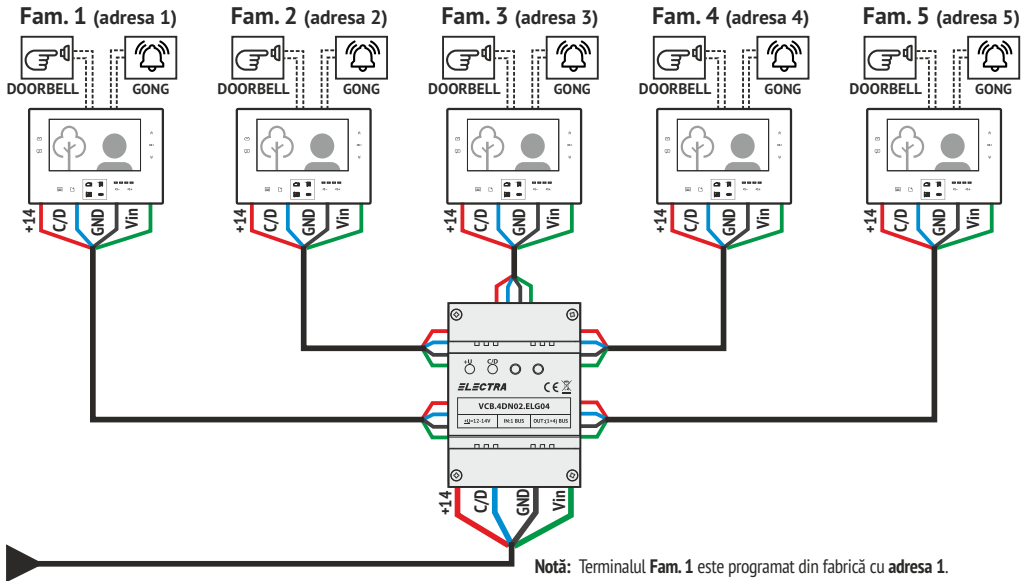 Fam. 1 (adresa 1) Fam. 2 (adresa 2) Fam. 3 (adresa 3) Fam. 4 (adresa 4) Fam. 5 (adresa 5)
DOORBELL GONG DOORBELL GONG DOORBELL GONG DOORBELL GONG DOORBELL GONG
+14 C/D GND Vin +14 C/D GND Vin +14 C/D GND Vin +14 C/D GND Vin +14 C/D GND Vin
+U C/D
ELECTRA CE
VCB.4DN02.ELG04
+U=12-14V IN:1 BUS OUT:(1+4) BUS
+14 C/D GND Vin
Notă: Terminalul Fam. 1 este programat din fabrică cu adresa 1.